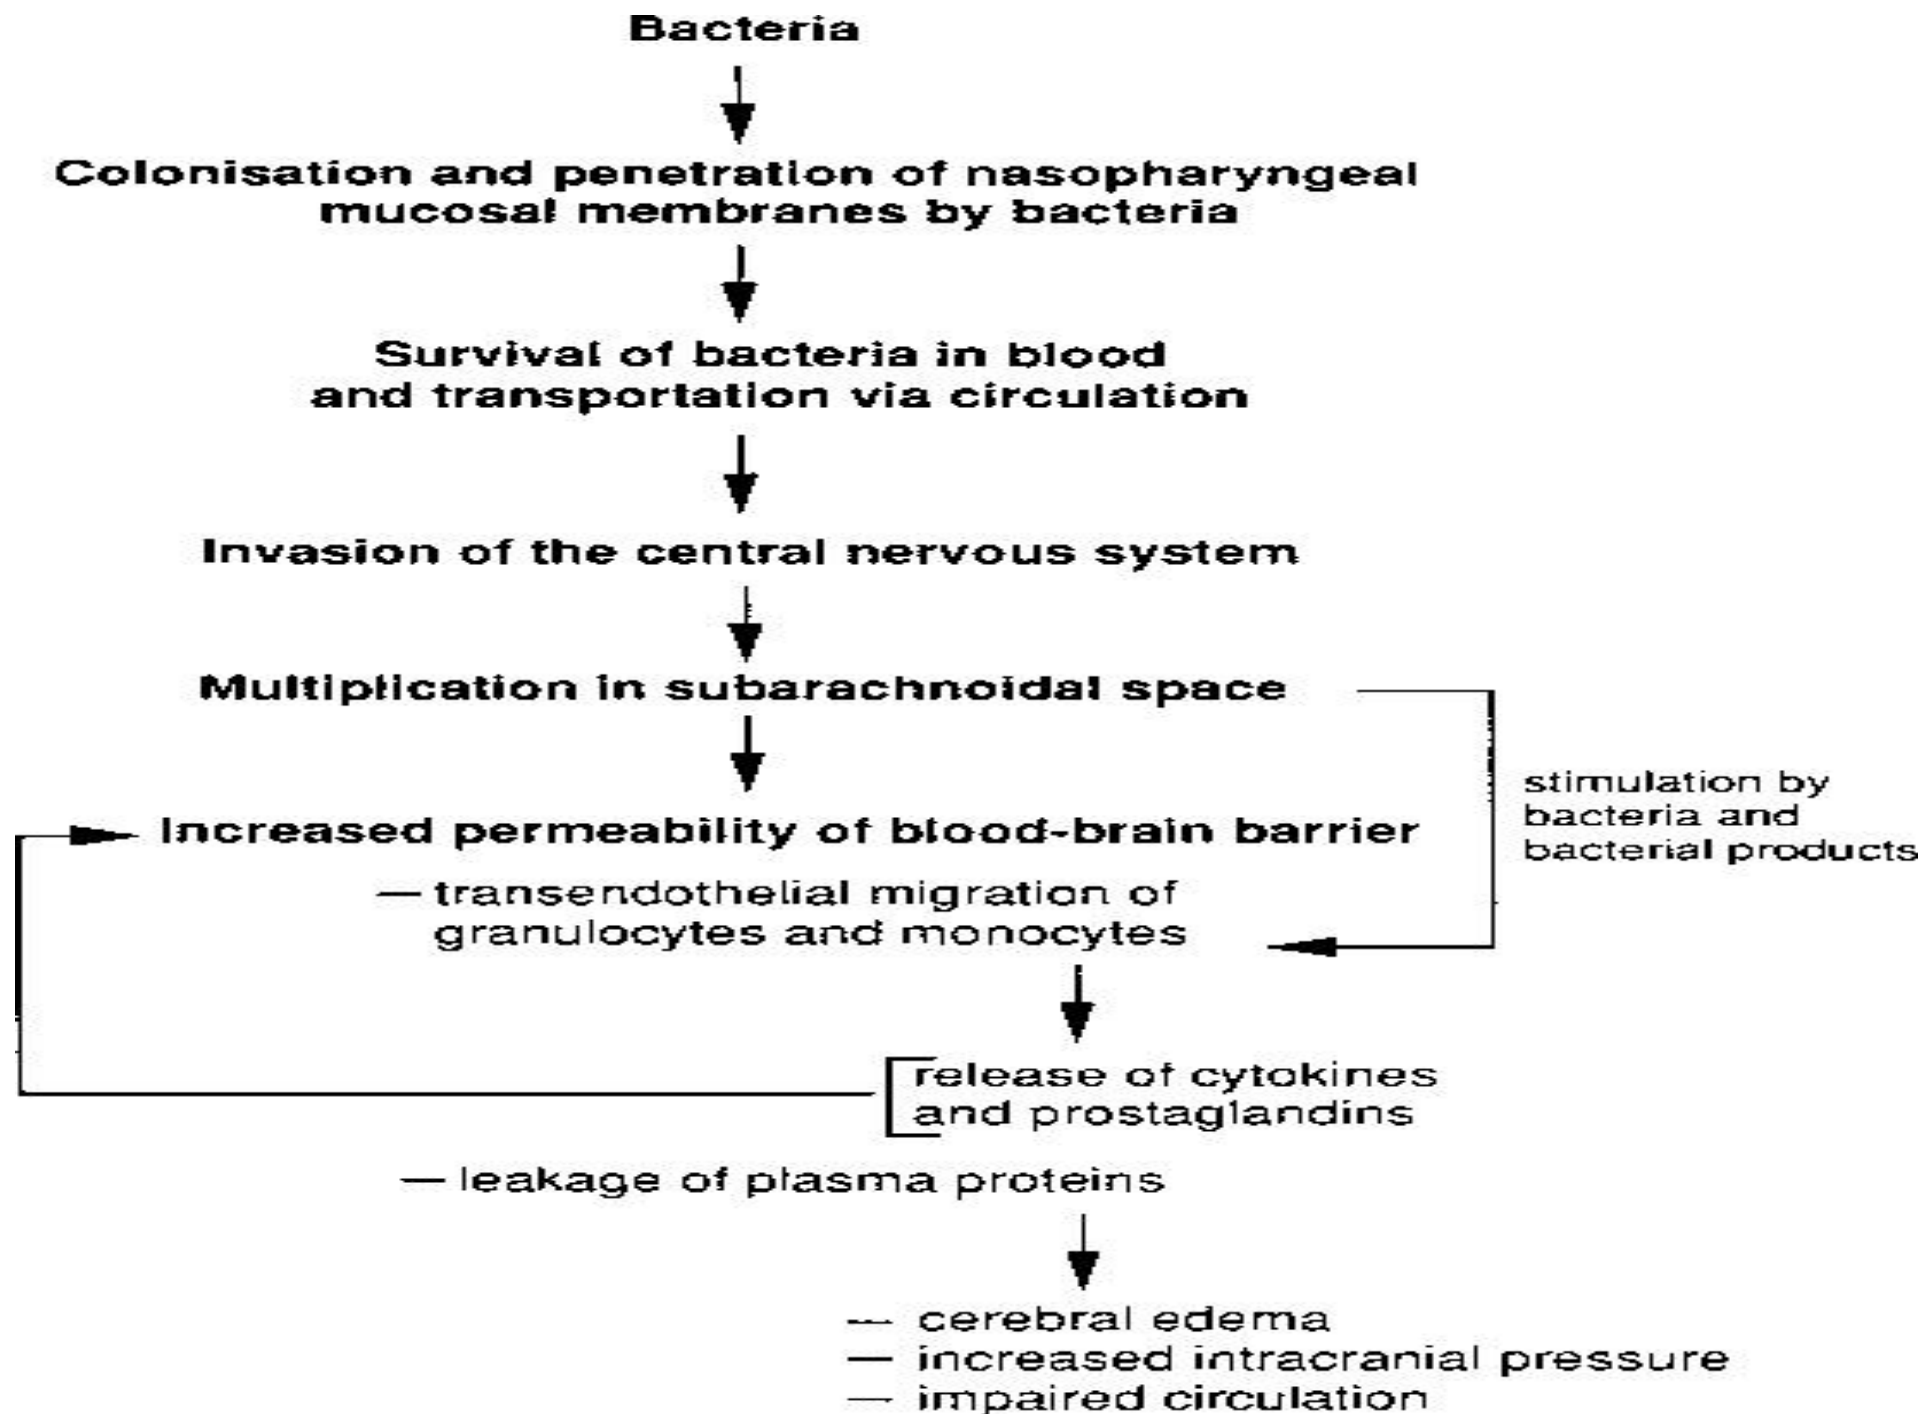 Bacteria
Colonisation and penetration of nasopharyngeal
mucosal membranes by bacteria
Survival of bacteria in blood
and transportation via circulation
Invasion of the central nervous system
Multiplication in subarachnoidal space
stimulation by
bacteria and
bacterial products
Increased permeability of blood-brain barrier
— transendothelial migration of
granulocytes and monocytes
release of cytokines
and prostaglandins
— leakage of plasma proteins
— cerebral edema
— increased intracranial pressure
— impaired circulation